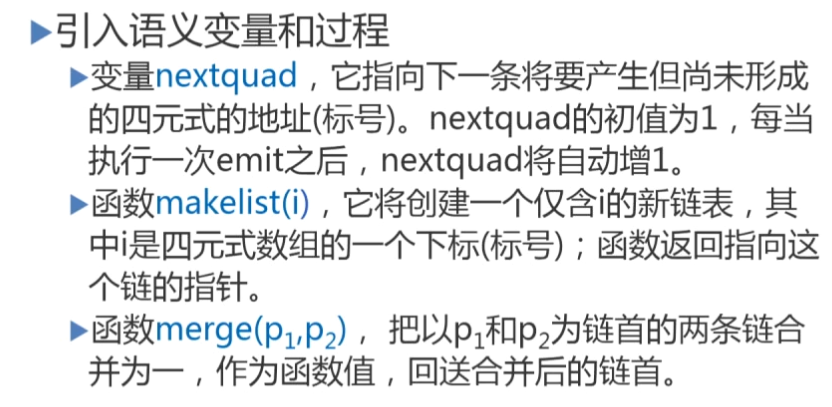 ▶引入语义变量和过程
▶变量nextquad，它指向下一条将要产生但尚未形成
的四元式的地址(标号)。nextquad的初值为1，每当
执行一次emit之后，nextquad将自动增1。
▶函数makelist(i)，它将创建一个仅含i的新链表，其
中i是四元式数组的一个下标(标号)；函数返回指向这
个链的指针。
▶函数merge(p₁,p₂)， 把以p₁和p₂为链首的两条链合
并为一，作为函数值，回送合并后的链首。